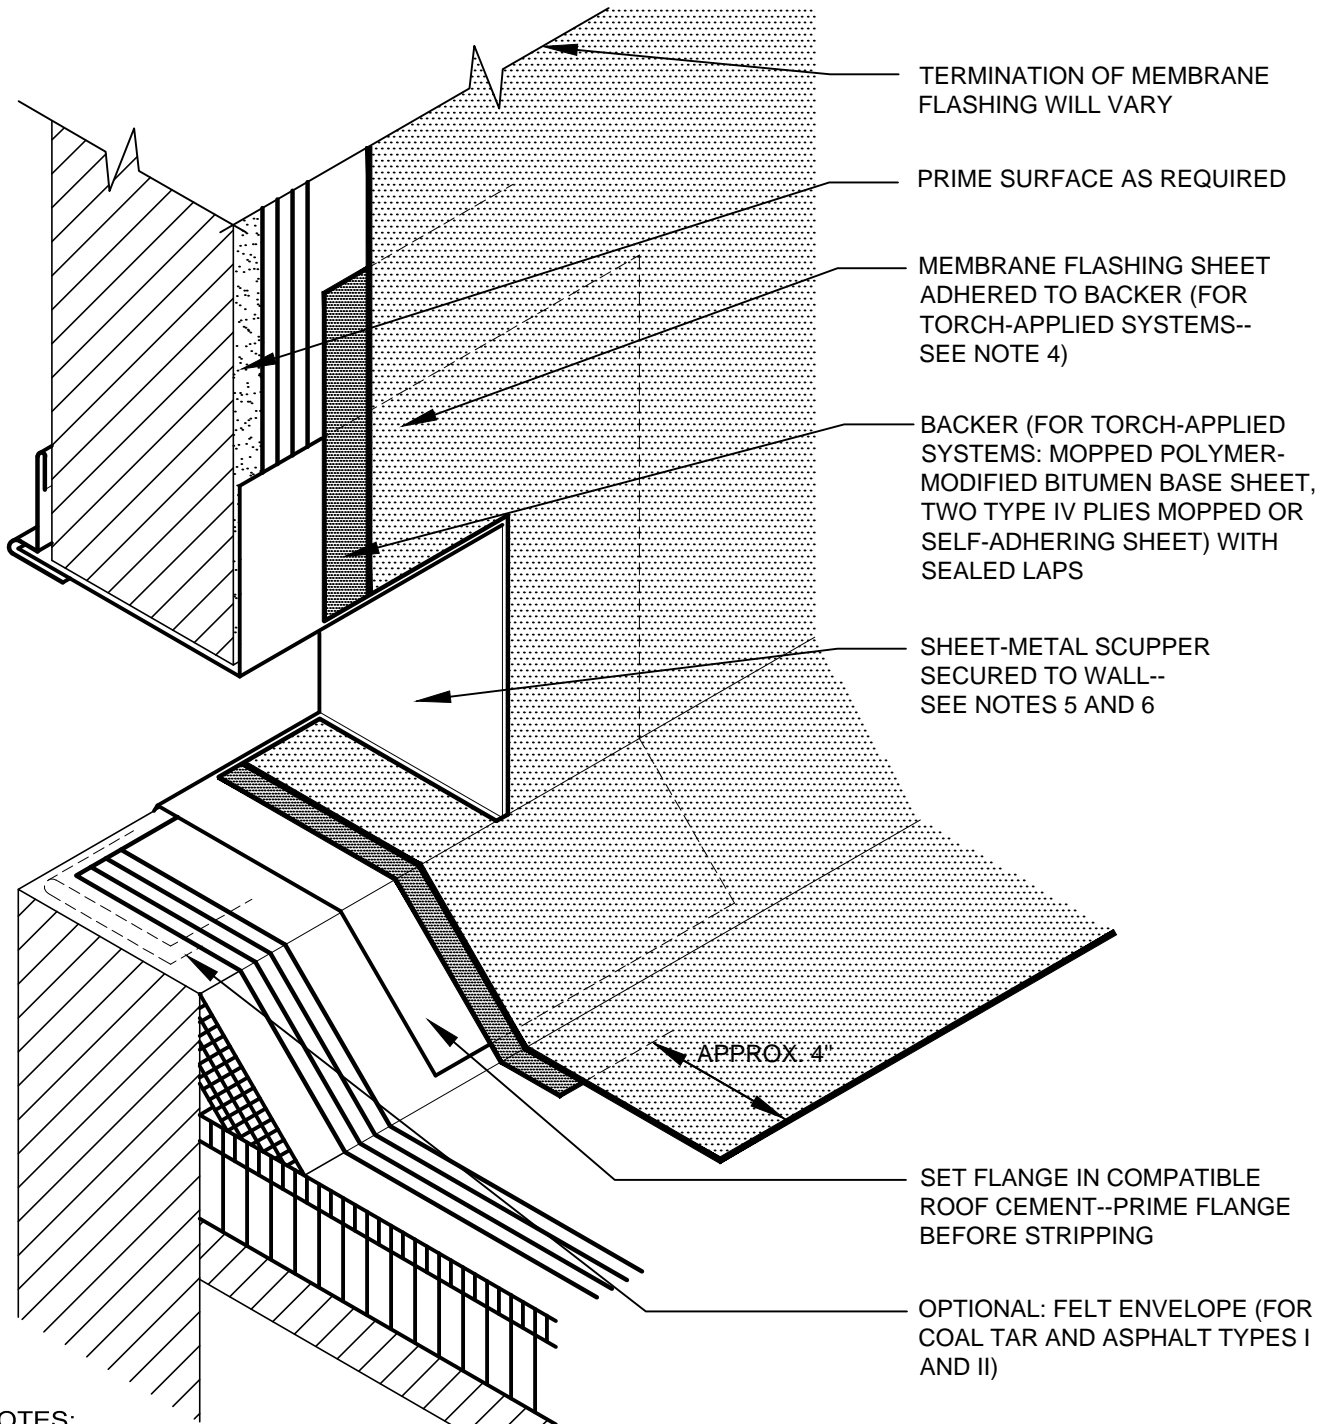 TERMINATION OF MEMBRANE
FLASHING WILL VARY
PRIME SURFACE AS REQUIRED
MEMBRANE FLASHING SHEET
ADHERED TO BACKER (FOR
TORCH-APPLIED SYSTEMS--
SEE NOTE 4)
BACKER (FOR TORCH-APPLIED
SYSTEMS: MOPPED POLYMER-
MODIFIED BITUMEN BASE SHEET,
TWO TYPE IV PLIES MOPPED OR
SELF-ADHERING SHEET) WITH
SEALED LAPS
SHEET-METAL SCUPPER
SECURED TO WALL--
SEE NOTES 5 AND 6
APPROX. 4"
SET FLANGE IN COMPATIBLE
ROOF CEMENT--PRIME FLANGE
BEFORE STRIPPING
OPTIONAL: FELT ENVELOPE (FOR
COAL TAR AND ASPHALT TYPES I
AND II)